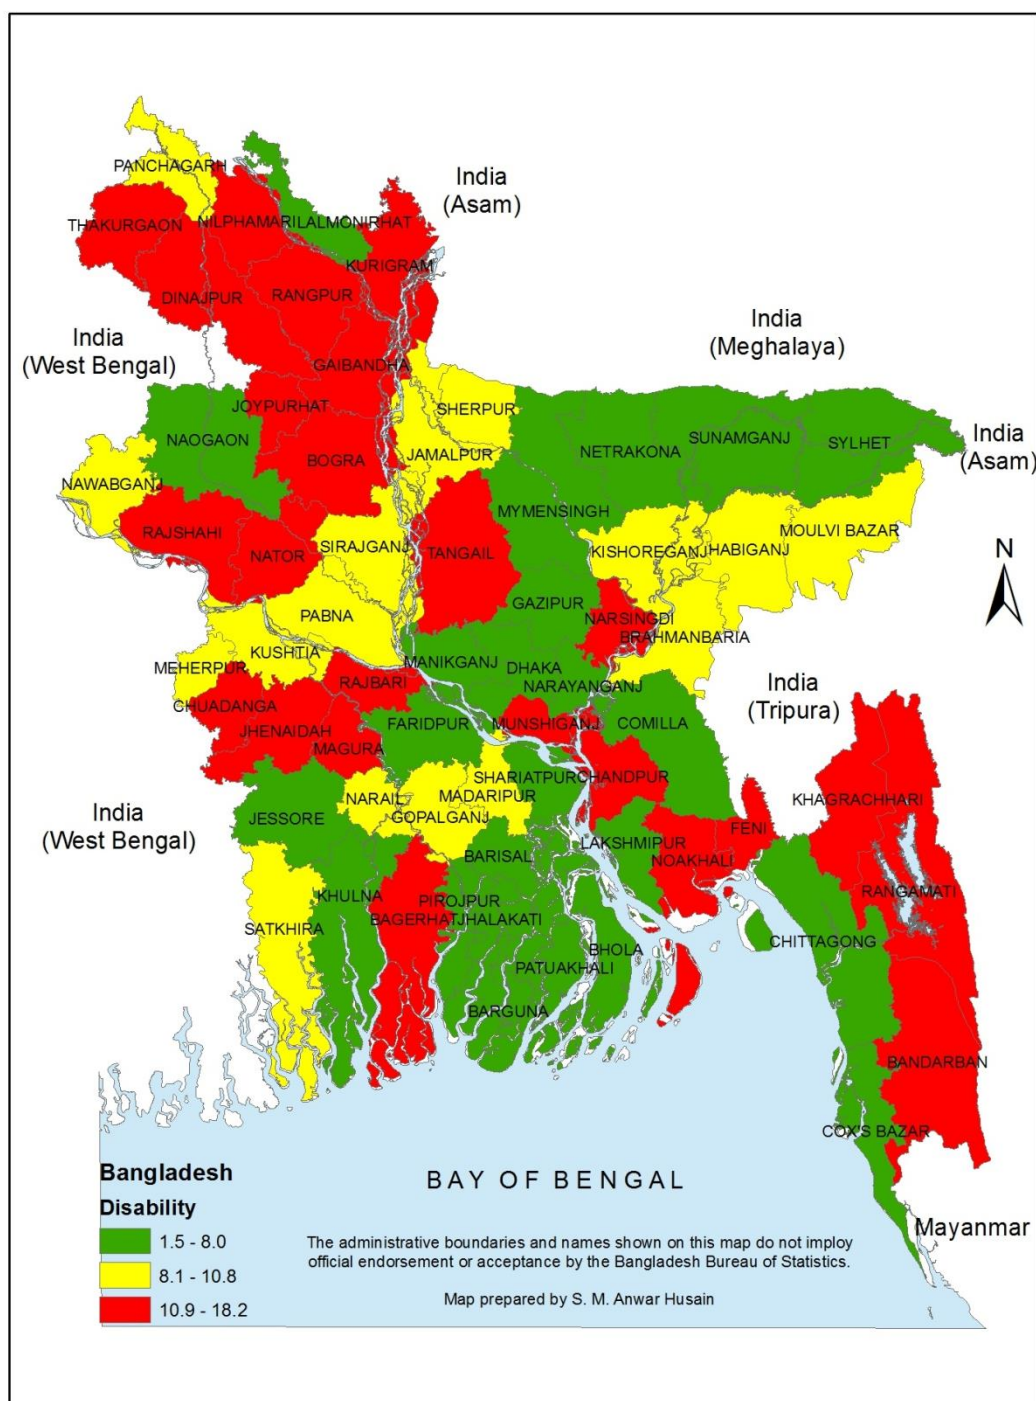 PANCHAGARH
India
(Asam)
THAKURGAON
NILPHAMARI
LALMONIRHAT
KURIGRAM
DINAJPUR
RANGPUR
India
(West Bengal)
India
(Meghalaya)
GAIBANDHA
JOYPURHAT
SHERPUR
NAOGAON
BOGRA
JAMALPUR
NETRAKONA
SUNAMGANJ
SYLHET
India
(Asam)
NAWABGANJ
MYMENSINGH
MOULVI BAZAR
RAJSHAHI
NATOR
SIRAJGANJ
TANGAIL
KISHOREGANJ
HABIGANJ
N
PABNA
GAZIPUR
NARSINGDI
BRAHMANBARIA
MEHERPUR
KUSHTIA
MANIKGANJ
DHAKA
NARAYANGANJ
RAJBARI
India
(Tripura)
CHUADANGA
JHENAIDAH
MAGURA
FARIDPUR
MUNSHIGANJ
COMILLA
SHARIATPUR
CHANDPUR
India
(West Bengal)
JESSORE
NARAIL
MADARIPUR
GOPALGANJ
KHAGRACHHARI
LAKSHMIPUR
FENI
NOAKHALI
BARISAL
KHULNA
PIROJPUR
BAGERHAT
JHALAKATI
RANGAMATI
SATKHIRA
CHITTAGONG
BHOLA
PATUAKHALI
BARGUNA
BANDARBAN
COX'S BAZAR
Bangladesh
Disability
1.5 - 8.0
8.1 - 10.8
10.9 - 18.2
BAY OF BENGAL
The administrative boundaries and names shown on this map do not imploy
official endorsement or acceptance by the Bangladesh Bureau of Statistics.
Map prepared by S. M. Anwar Husain
Mayanmar